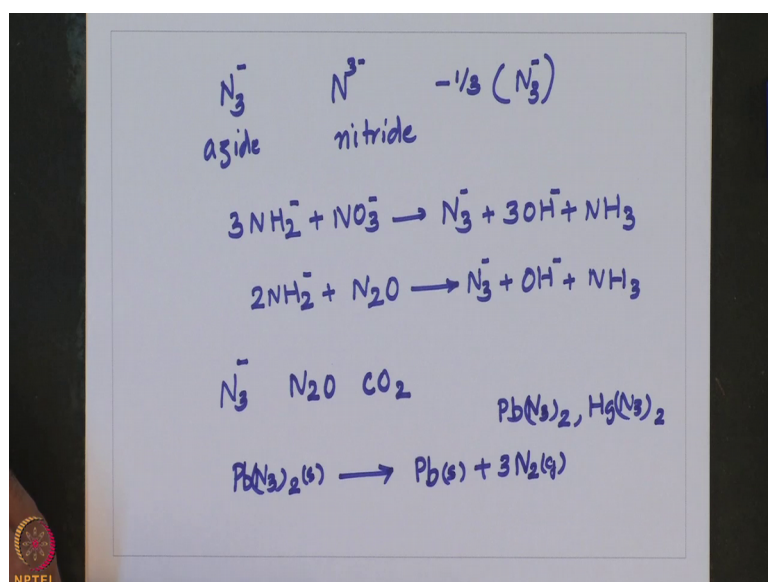 N₃⁻ N³⁻ -1/3 (N₃⁻)
azide nitride
3NH₂⁻ + NO₃⁻ → N₃⁻ + 3OH⁻ + NH₃
2NH₂⁻ + N₂O → N₃⁻ + OH⁻ + NH₃
N₃⁻ N₂O CO₂
Pb(N₃)₂, Hg(N₃)₂
Pb(N₃)₂(s) → Pb(s) + 3N₂(g)
NPTEL